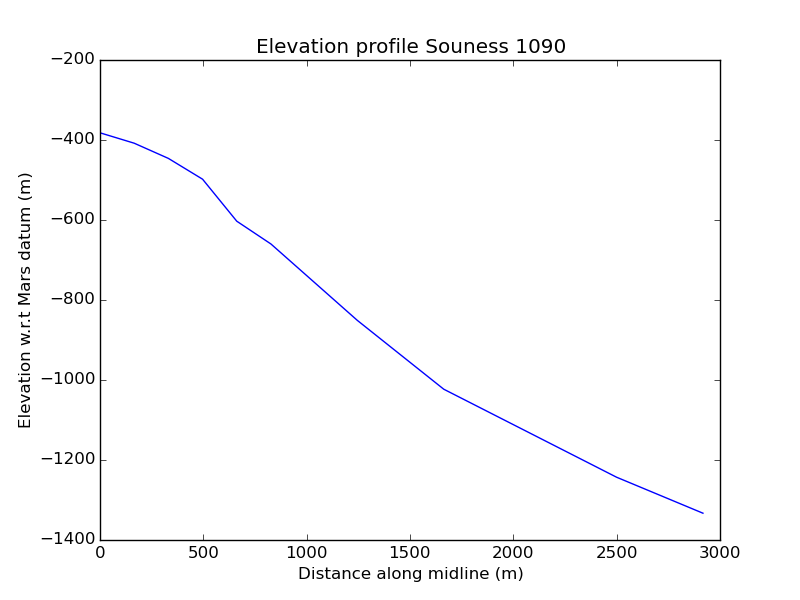 Elevation profile Souness 1090
−200
−400
−600
−800
−1000
−1200
−1400
Elevation w.r.t Mars datum (m)
0 500 1000 1500 2000 2500 3000
Distance along midline (m)